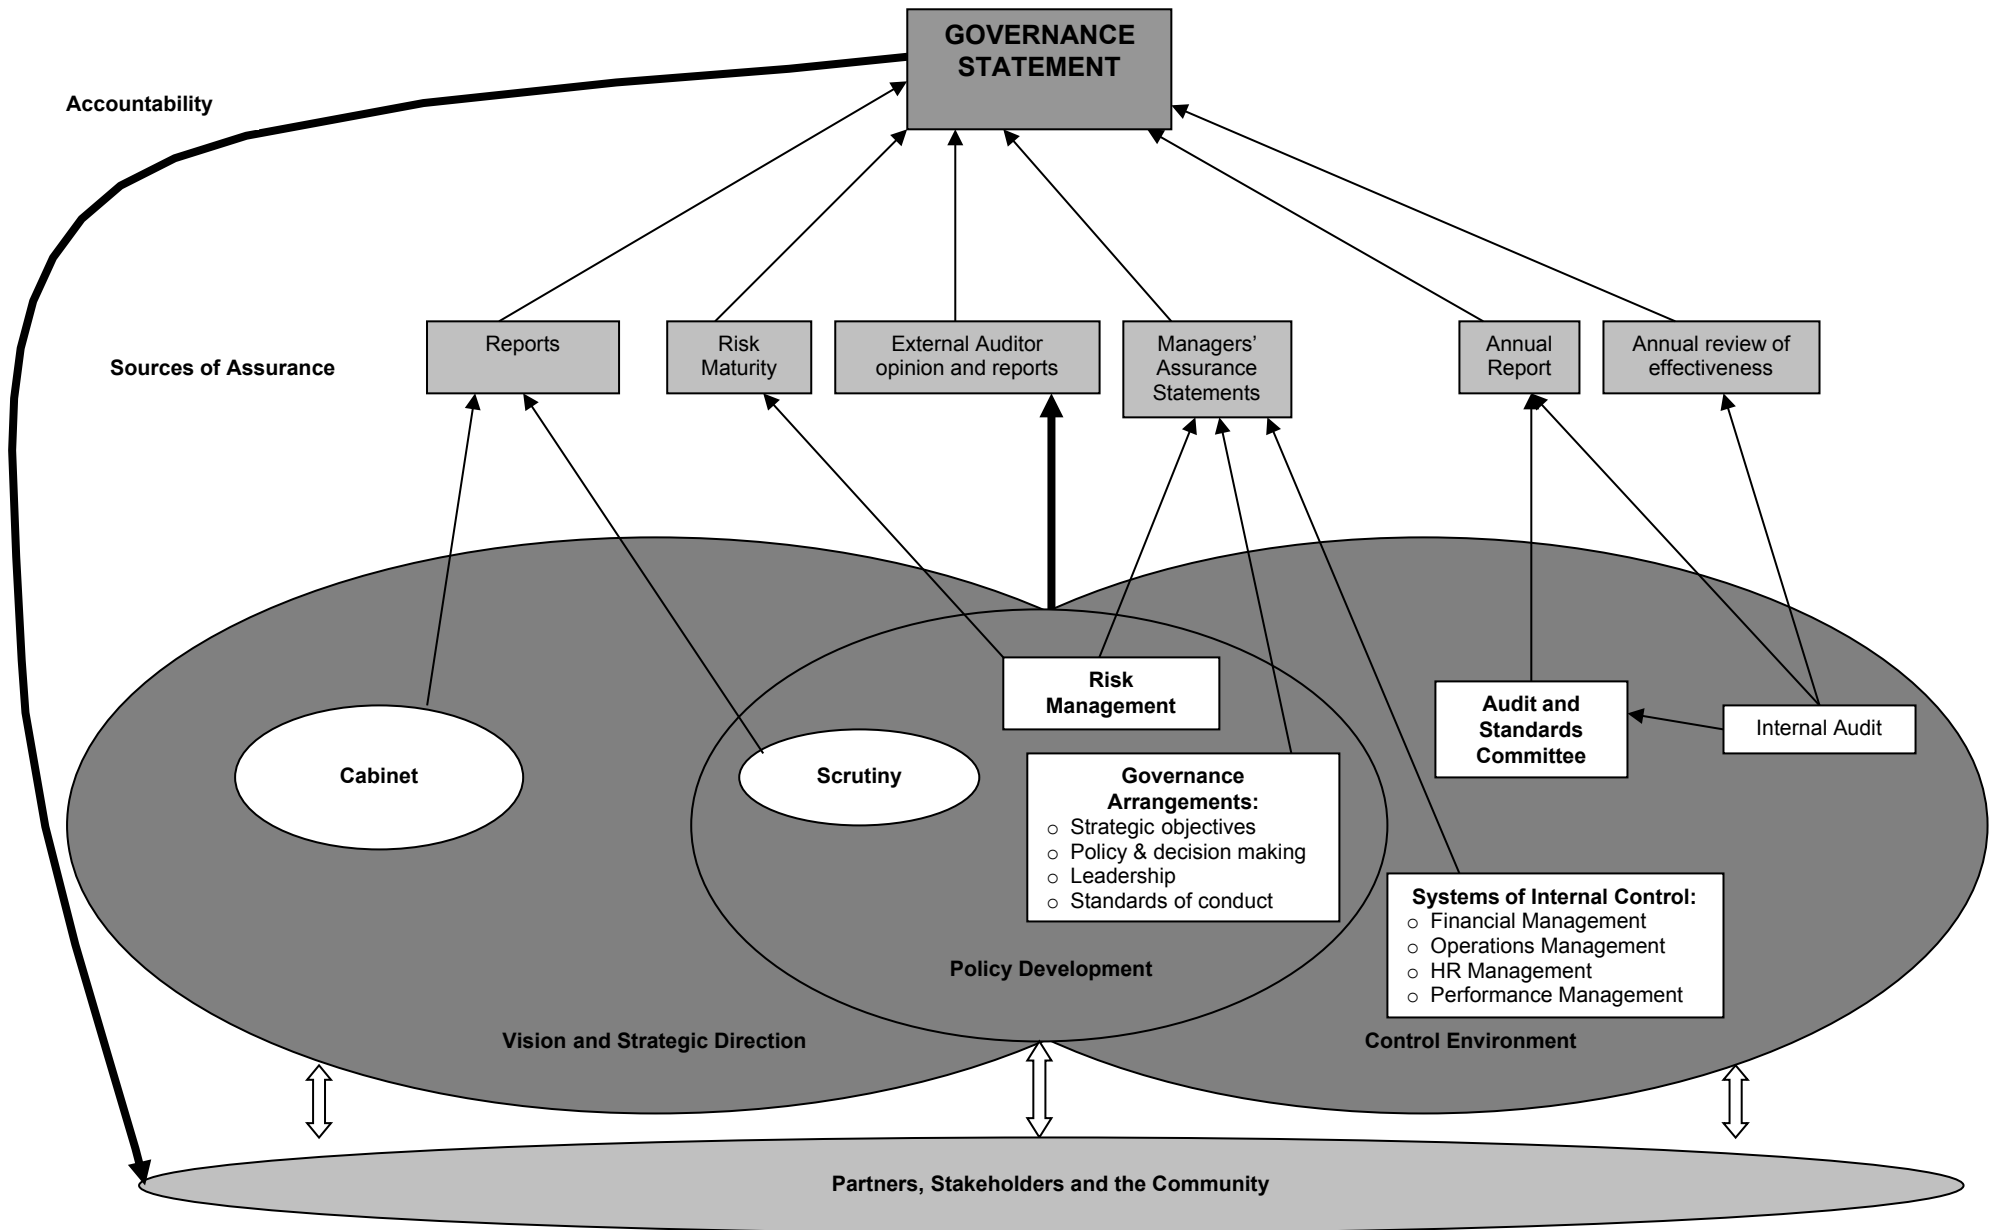 GOVERNANCE
STATEMENT
Accountability
Sources of Assurance
Reports
Risk
Maturity
External Auditor
opinion and reports
Managers’
Assurance
Statements
Annual
Report
Annual review of
effectiveness
Risk
Management
Cabinet
Scrutiny
Governance
Arrangements:
○ Strategic objectives
○ Policy & decision making
○ Leadership
○ Standards of conduct
Audit and
Standards
Committee
Internal Audit
Systems of Internal Control:
○ Financial Management
○ Operations Management
○ HR Management
○ Performance Management
Policy Development
Vision and Strategic Direction
Control Environment
Partners, Stakeholders and the Community